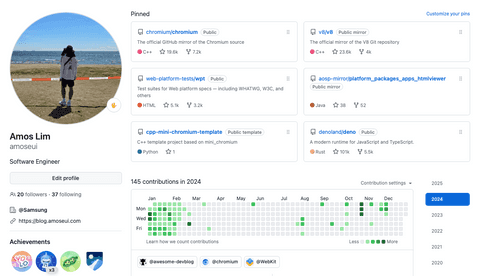 Pinned
Customize your pins
chromium/chromium Public
The official GitHub mirror of the Chromium source
C++ 19.6k 7.2k
v8/v8 Public mirror
The official mirror of the V8 Git repository
C++ 23.6k 4k
web-platform-tests/wpt Public
Test suites for Web platform specs — including WHATWG, W3C, and
others
HTML 5.1k 3.2k
aosp-mirror/platform_packages_apps_htmlviewer
Public mirror
Java 38 52
cpp-mini-chromium-template Public template
C++ template project based on mini_chromium
Python 1
denoland/deno Public
A modern runtime for JavaScript and TypeScript.
Rust 101k 5.5k
Amos Lim
amoseui
Software Engineer
Edit profile
20 followers · 37 following
@Samsung
https://blog.amoseui.com
Achievements
x3
145 contributions in 2024
Contribution settings
Jan Feb Mar Apr May Jun Jul Aug Sep Oct Nov Dec
Mon
Wed
Fri
Learn how we count contributions
Less More
@awesome-devblog @chromium @WebKit
2025
2024
2023
2022
2021
2020